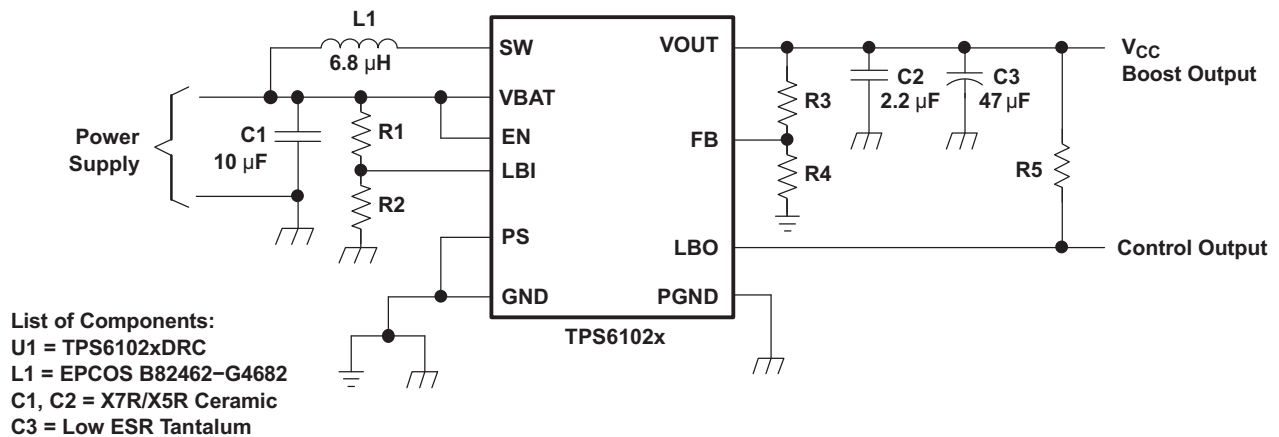 L1
6.8 µH
SW
VBAT
EN
LBI
PS
GND
VOUT
FB
LBO
PGND
TPS6102x
Power
Supply
C1
10 µF
R1
R2
R3
R4
C2
2.2 µF
C3
47 µF
R5
VCC
Boost Output
Control Output
List of Components:
U1 = TPS6102xDRC
L1 = EPCOS B82462−G4682
C1, C2 = X7R/X5R Ceramic
C3 = Low ESR Tantalum